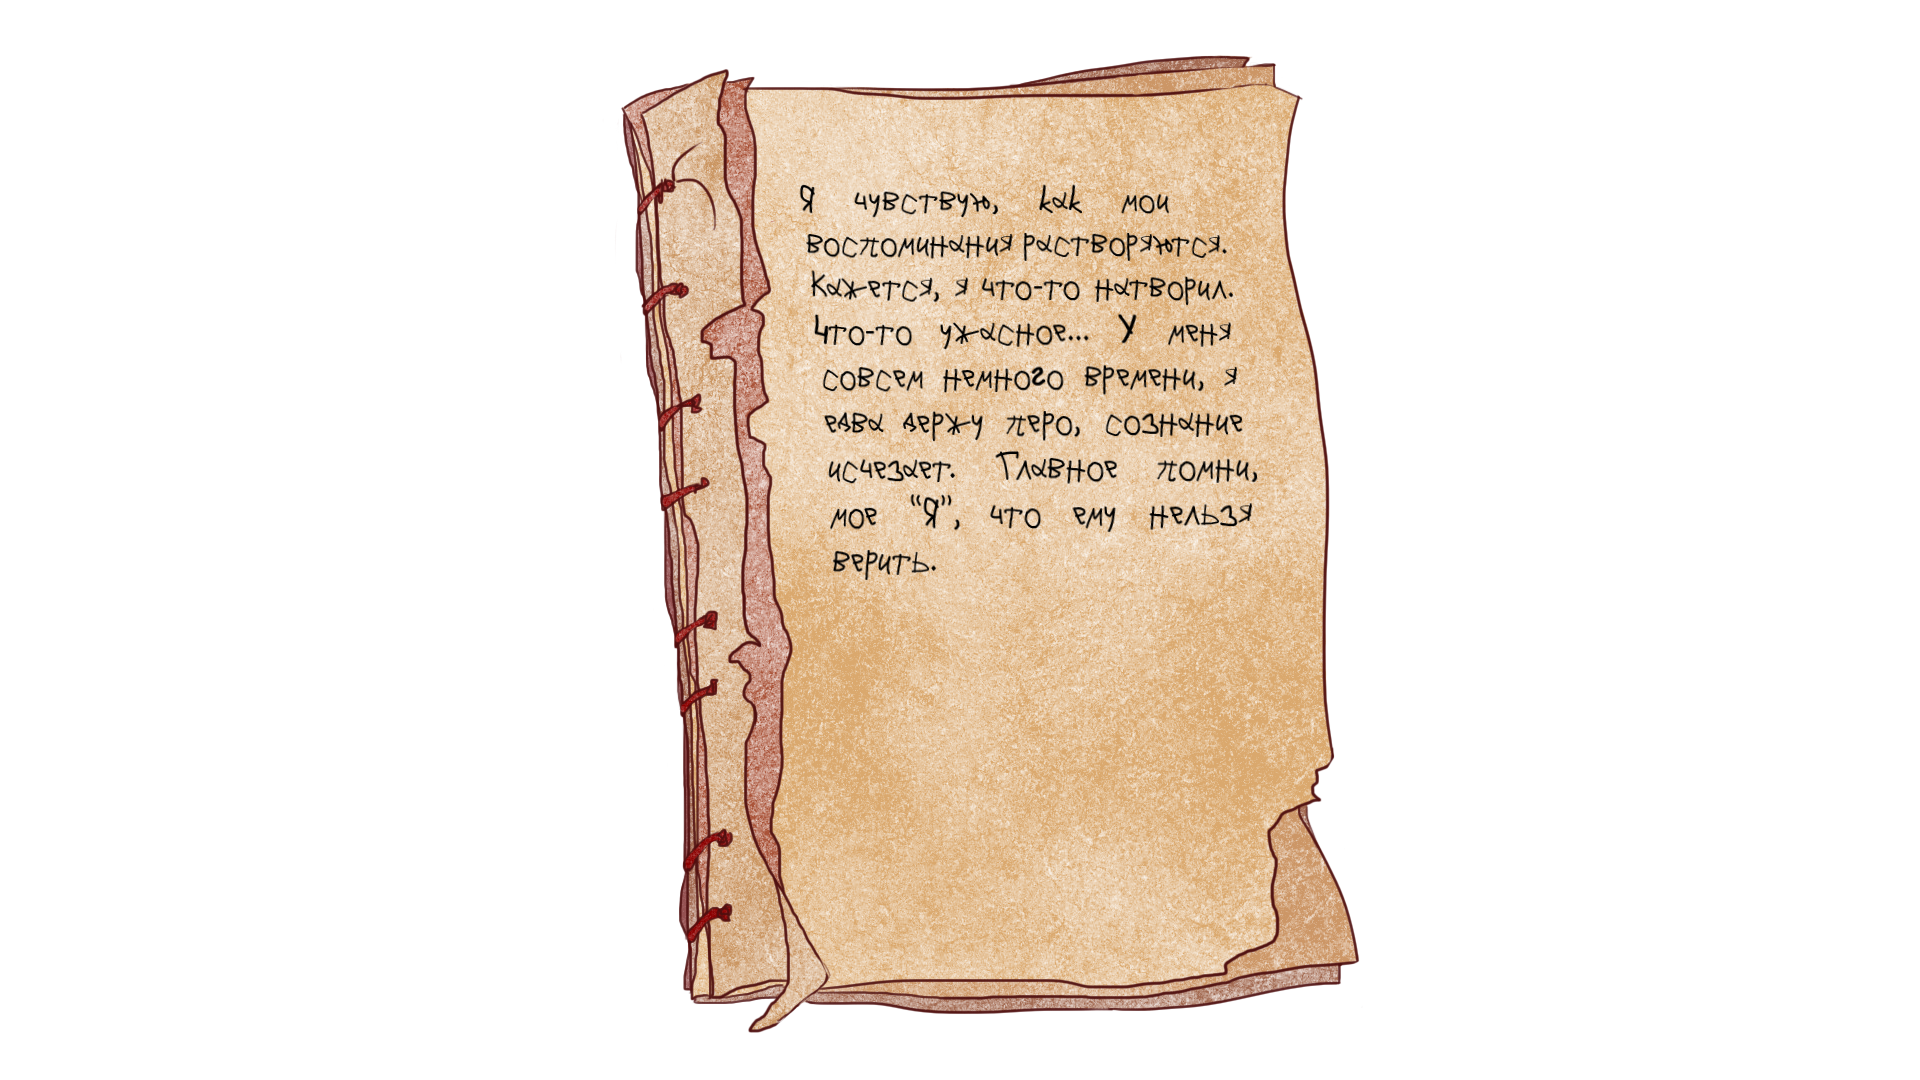 Я чувствую, как мои
воспоминания растворяются.
Кажется, я что-то натворил.
Что-то ужасное... У меня
совсем немного времени, я
едва держу перо, сознание
исчезает. Главное помни,
мое “Я”, что ему нельзя
верить.